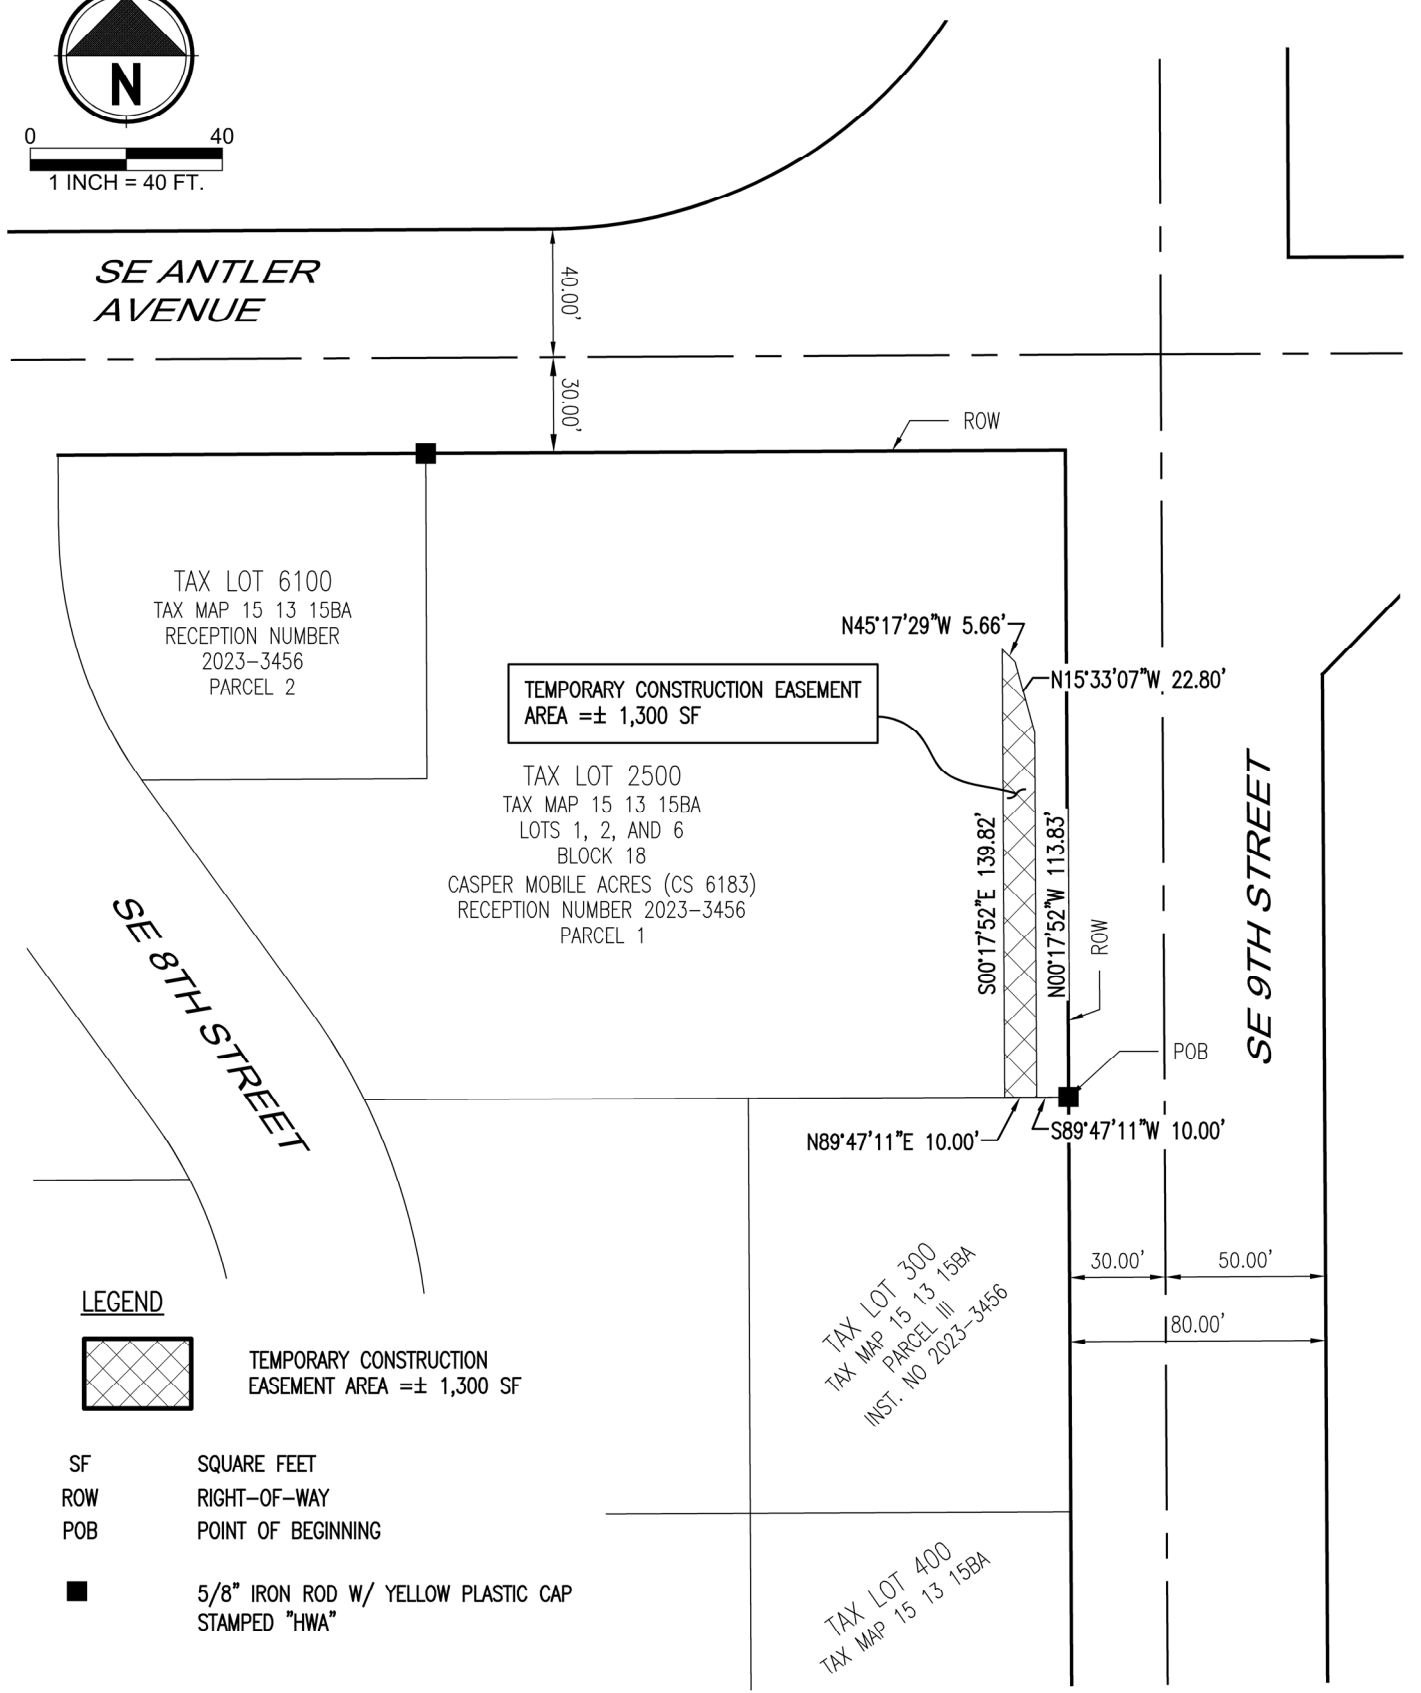 N
0 40
1 INCH = 40 FT.
SE ANTLER
AVENUE
40.00'
30.00'
ROW
TAX LOT 6100
TAX MAP 15 13 15BA
RECEPTION NUMBER
2023-3456
PARCEL 2
N45°17'29"W 5.66'
N15°33'07"W 22.80'
TEMPORARY CONSTRUCTION EASEMENT
AREA =± 1,300 SF
TAX LOT 2500
TAX MAP 15 13 15BA
LOTS 1, 2, AND 6
BLOCK 18
CASPER MOBILE ACRES (CS 6183)
RECEPTION NUMBER 2023-3456
PARCEL 1
S00°17'52"E 139.82'
N00°17'52"W 113.83'
ROW
SE 9TH STREET
SE 8TH STREET
POB
N89°47'11"E 10.00'
S89°47'11"W 10.00'
30.00'
50.00'
80.00'
TAX LOT 300
TAX MAP 15 13 15BA
PARCEL III
INST. NO 2023-3456
LEGEND
TEMPORARY CONSTRUCTION
EASEMENT AREA =± 1,300 SF
SF SQUARE FEET
ROW RIGHT-OF-WAY
POB POINT OF BEGINNING
5/8" IRON ROD W/ YELLOW PLASTIC CAP
STAMPED "HWA"
TAX LOT 400
TAX MAP 15 13 15BA